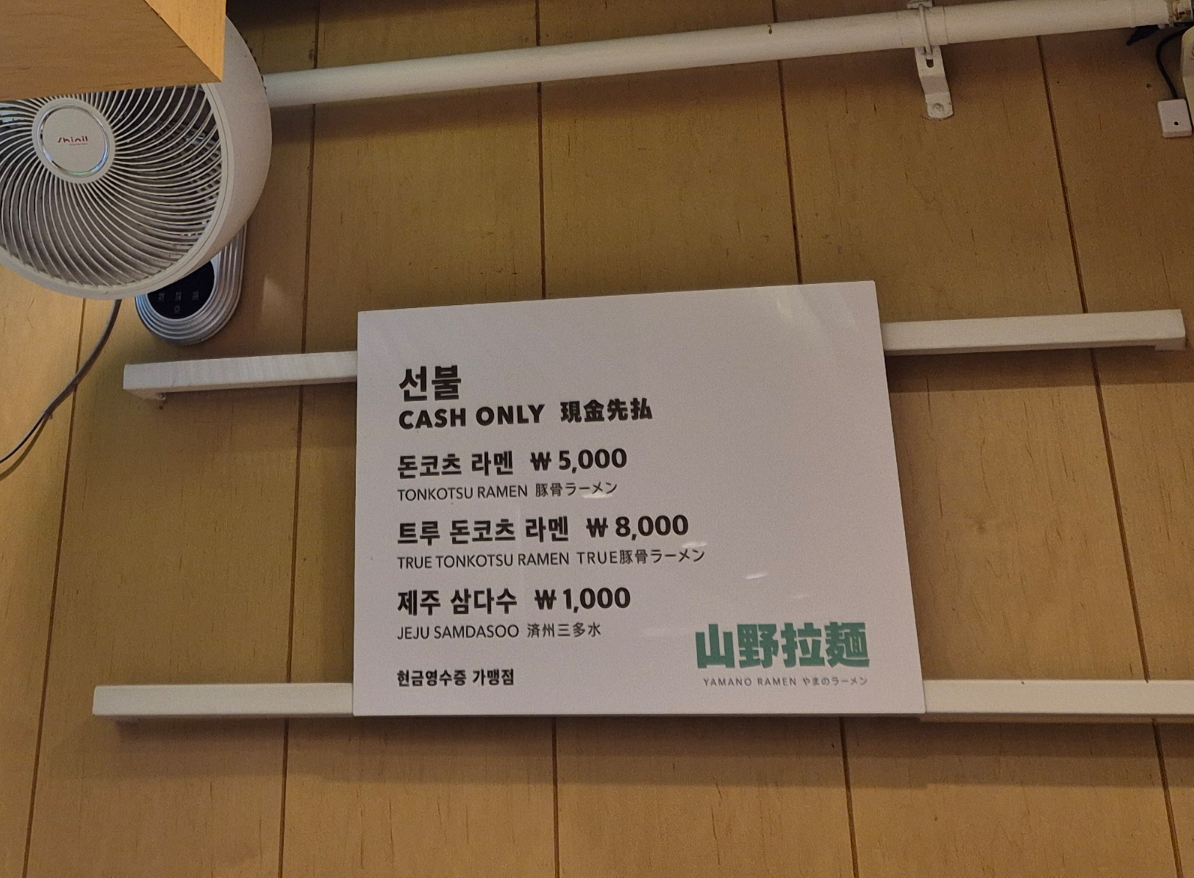 shinil
선불
CASH ONLY 現金先払
돈코츠 라멘 ₩5,000
TONKOTSU RAMEN 豚骨ラーメン
트루 돈코츠 라멘 ₩8,000
TRUE TONKOTSU RAMEN TRUE豚骨ラーメン
제주 삼다수 ₩1,000
JEJU SAMDASOO 済州三多水
현금영수증 가맹점
山野拉麺
YAMANO RAMEN やまのラーメン